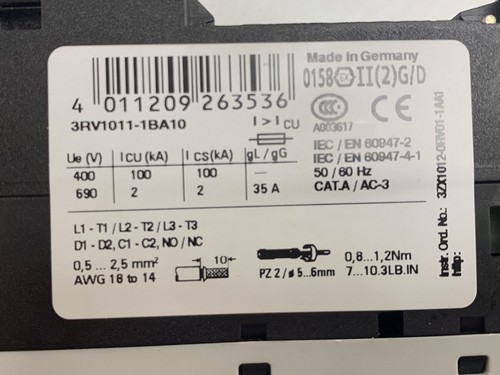 Made in Germany
0158 Ex II(2)G/D
4 011209 263536
3RV1011-1BA10
I > I CU
CCC
A003617
CE
IEC / EN 60947-2
IEC / EN 60947-4-1
Ue (V) ICU (kA) ICS(kA) gL / gG
50 / 60 Hz
400 100 100 —
CAT.A / AC-3
690 2 2 35 A
L1 - T1 / L2 - T2 / L3 - T3
D1 - D2, C1 - C2, NO / NC
0,5 ... 2,5 mm²
AWG 18 to 14
10
PZ 2 / ø 5...6mm
0,8...1,2Nm
7...10.3LB.IN
Instr. Ord. No.: 3ZX1012-0RV01-1AA1
http: